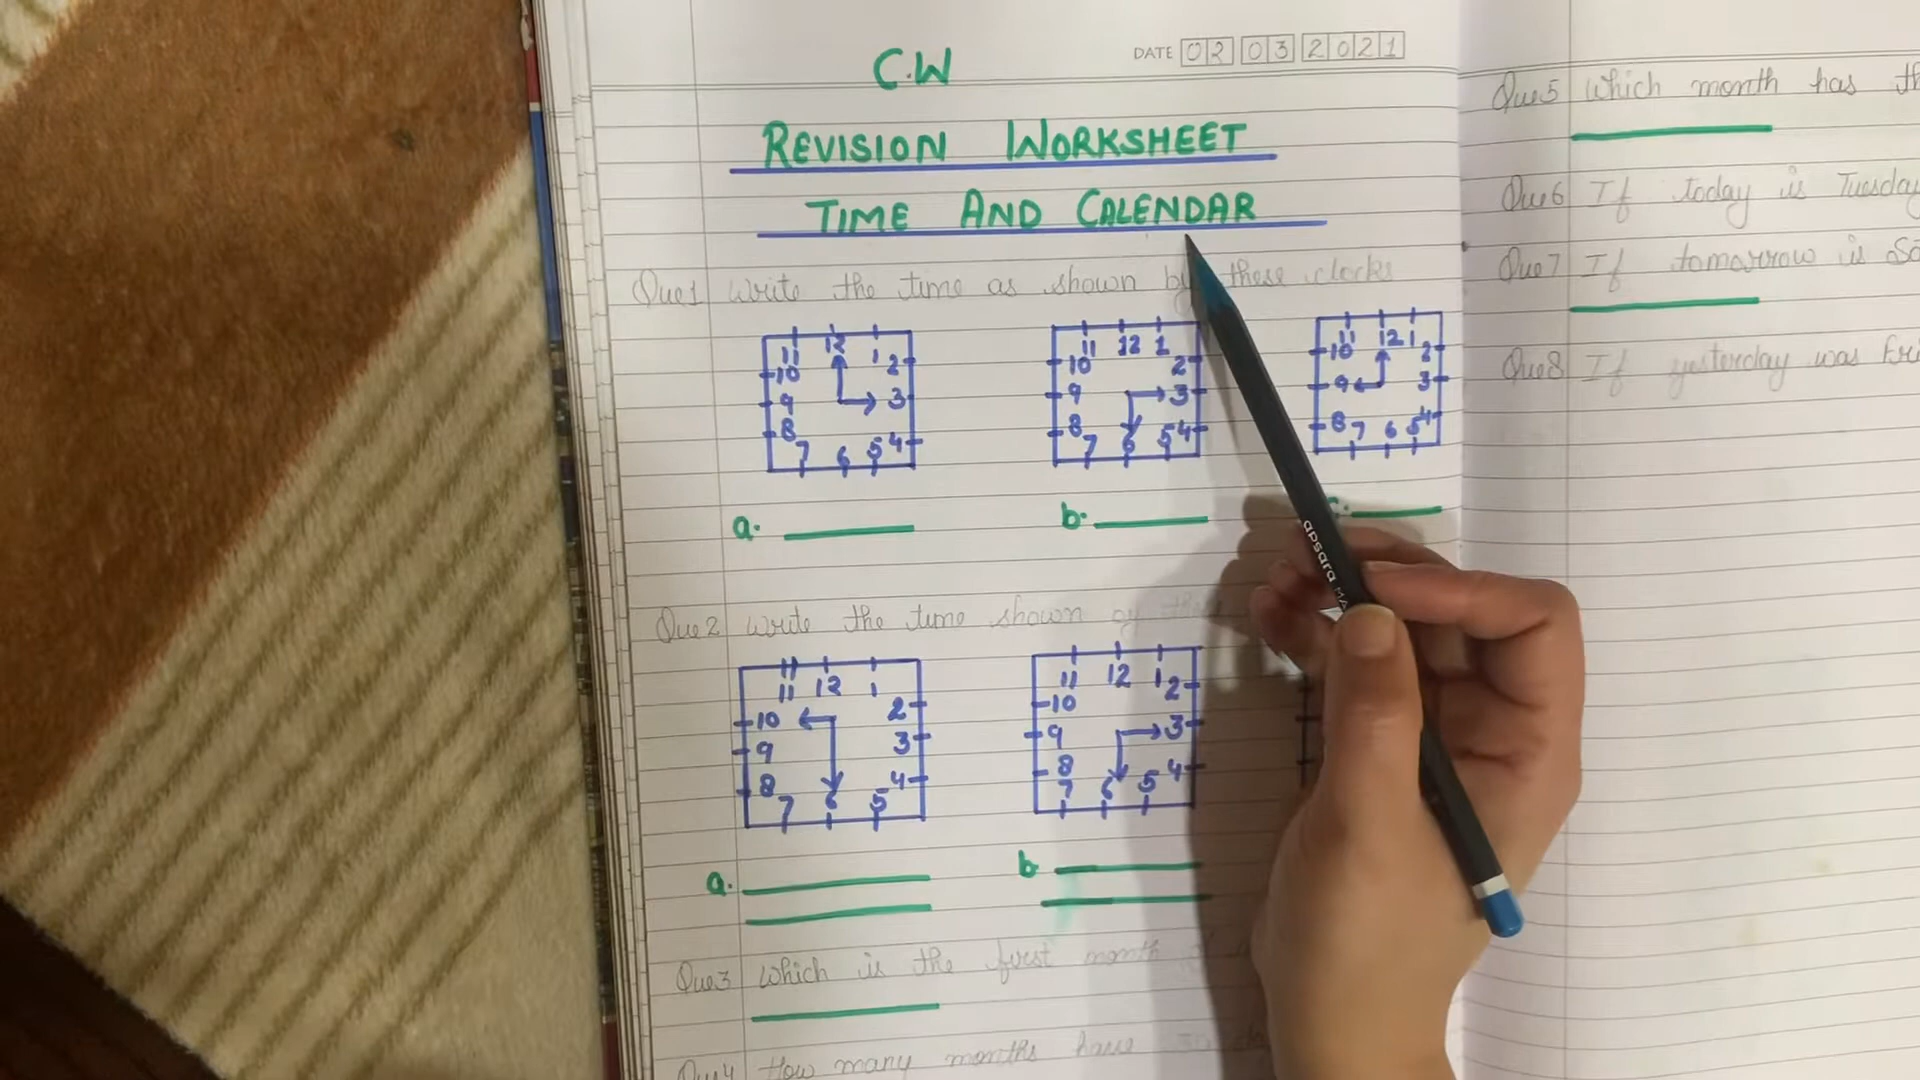 C.W
DATE 02 03 2021
REVISION WORKSHEET
TIME AND CALENDAR
Que1 Write the time as shown by these clocks
11 12 1
10 2
9 3
8 4
7 6 5
11 12 1
10 2
9 3
8 4
7 6 5
11 12 1
10 2
9 3
8 4
7 6 5
a. b. c.
Que2 Write the time shown by these
11 12 1
10 2
9 3
8 4
7 6 5
11 12 1
10 2
9 3
8 4
7 6 5
a. b.
Que3 Which is the first month
Que4 How many months have
Que5 Which month has
Que6 If today is Tuesday
Que7 If tomorrow is
Que8 If yesterday was
apsara